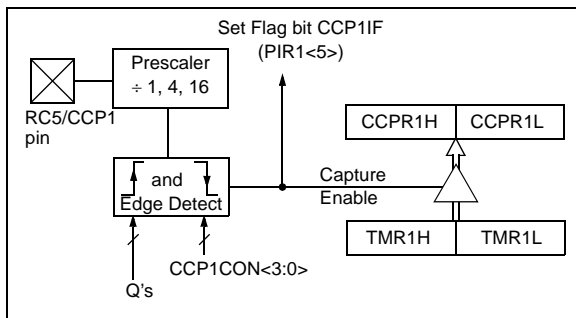 Set Flag bit CCP1IF
(PIR1<5>)
Prescaler
÷ 1, 4, 16
RC5/CCP1
pin
CCPR1H
CCPR1L
and
Edge Detect
Capture
Enable
TMR1H
TMR1L
CCP1CON<3:0>
Q's